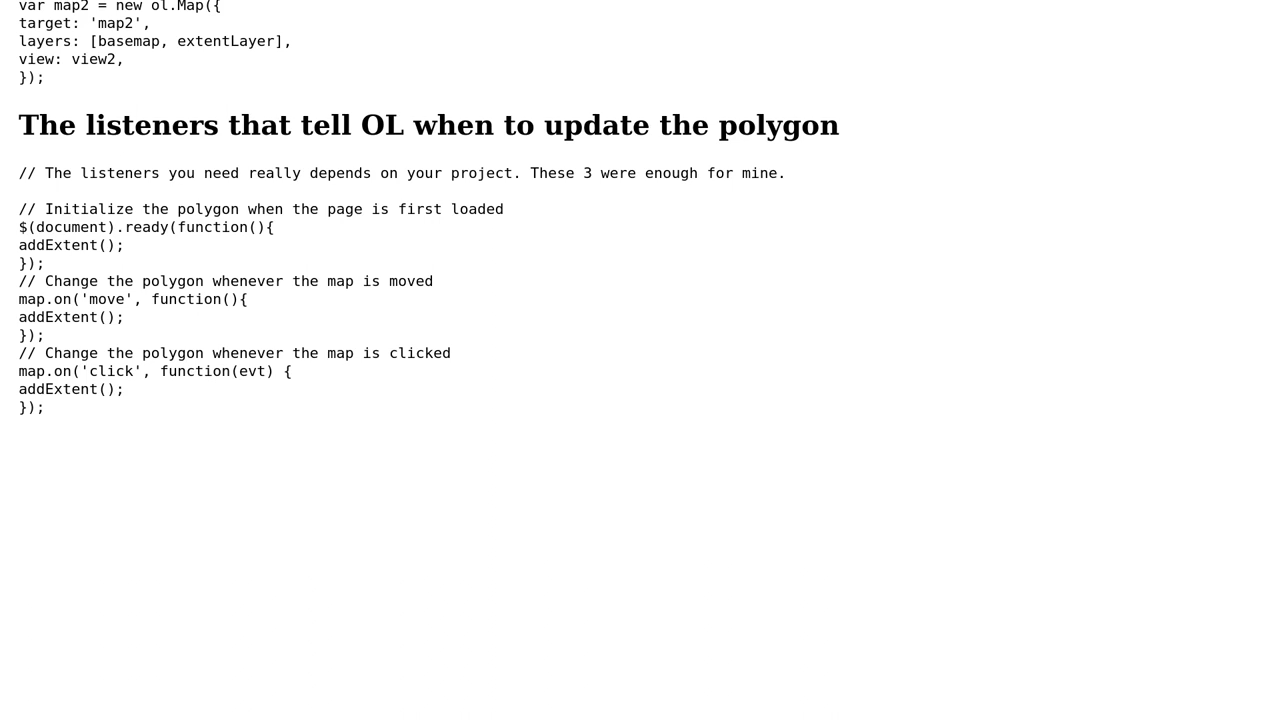 var map2 = new ol.Map({
target: 'map2',
layers: [basemap, extentLayer],
view: view2,
});
The listeners that tell OL when to update the polygon
// The listeners you need really depends on your project. These 3 were enough for mine.
// Initialize the polygon when the page is first loaded
$(document).ready(function(){
addExtent();
});
// Change the polygon whenever the map is moved
map.on('move', function(){
addExtent();
});
// Change the polygon whenever the map is clicked
map.on('click', function(evt) {
addExtent();
});